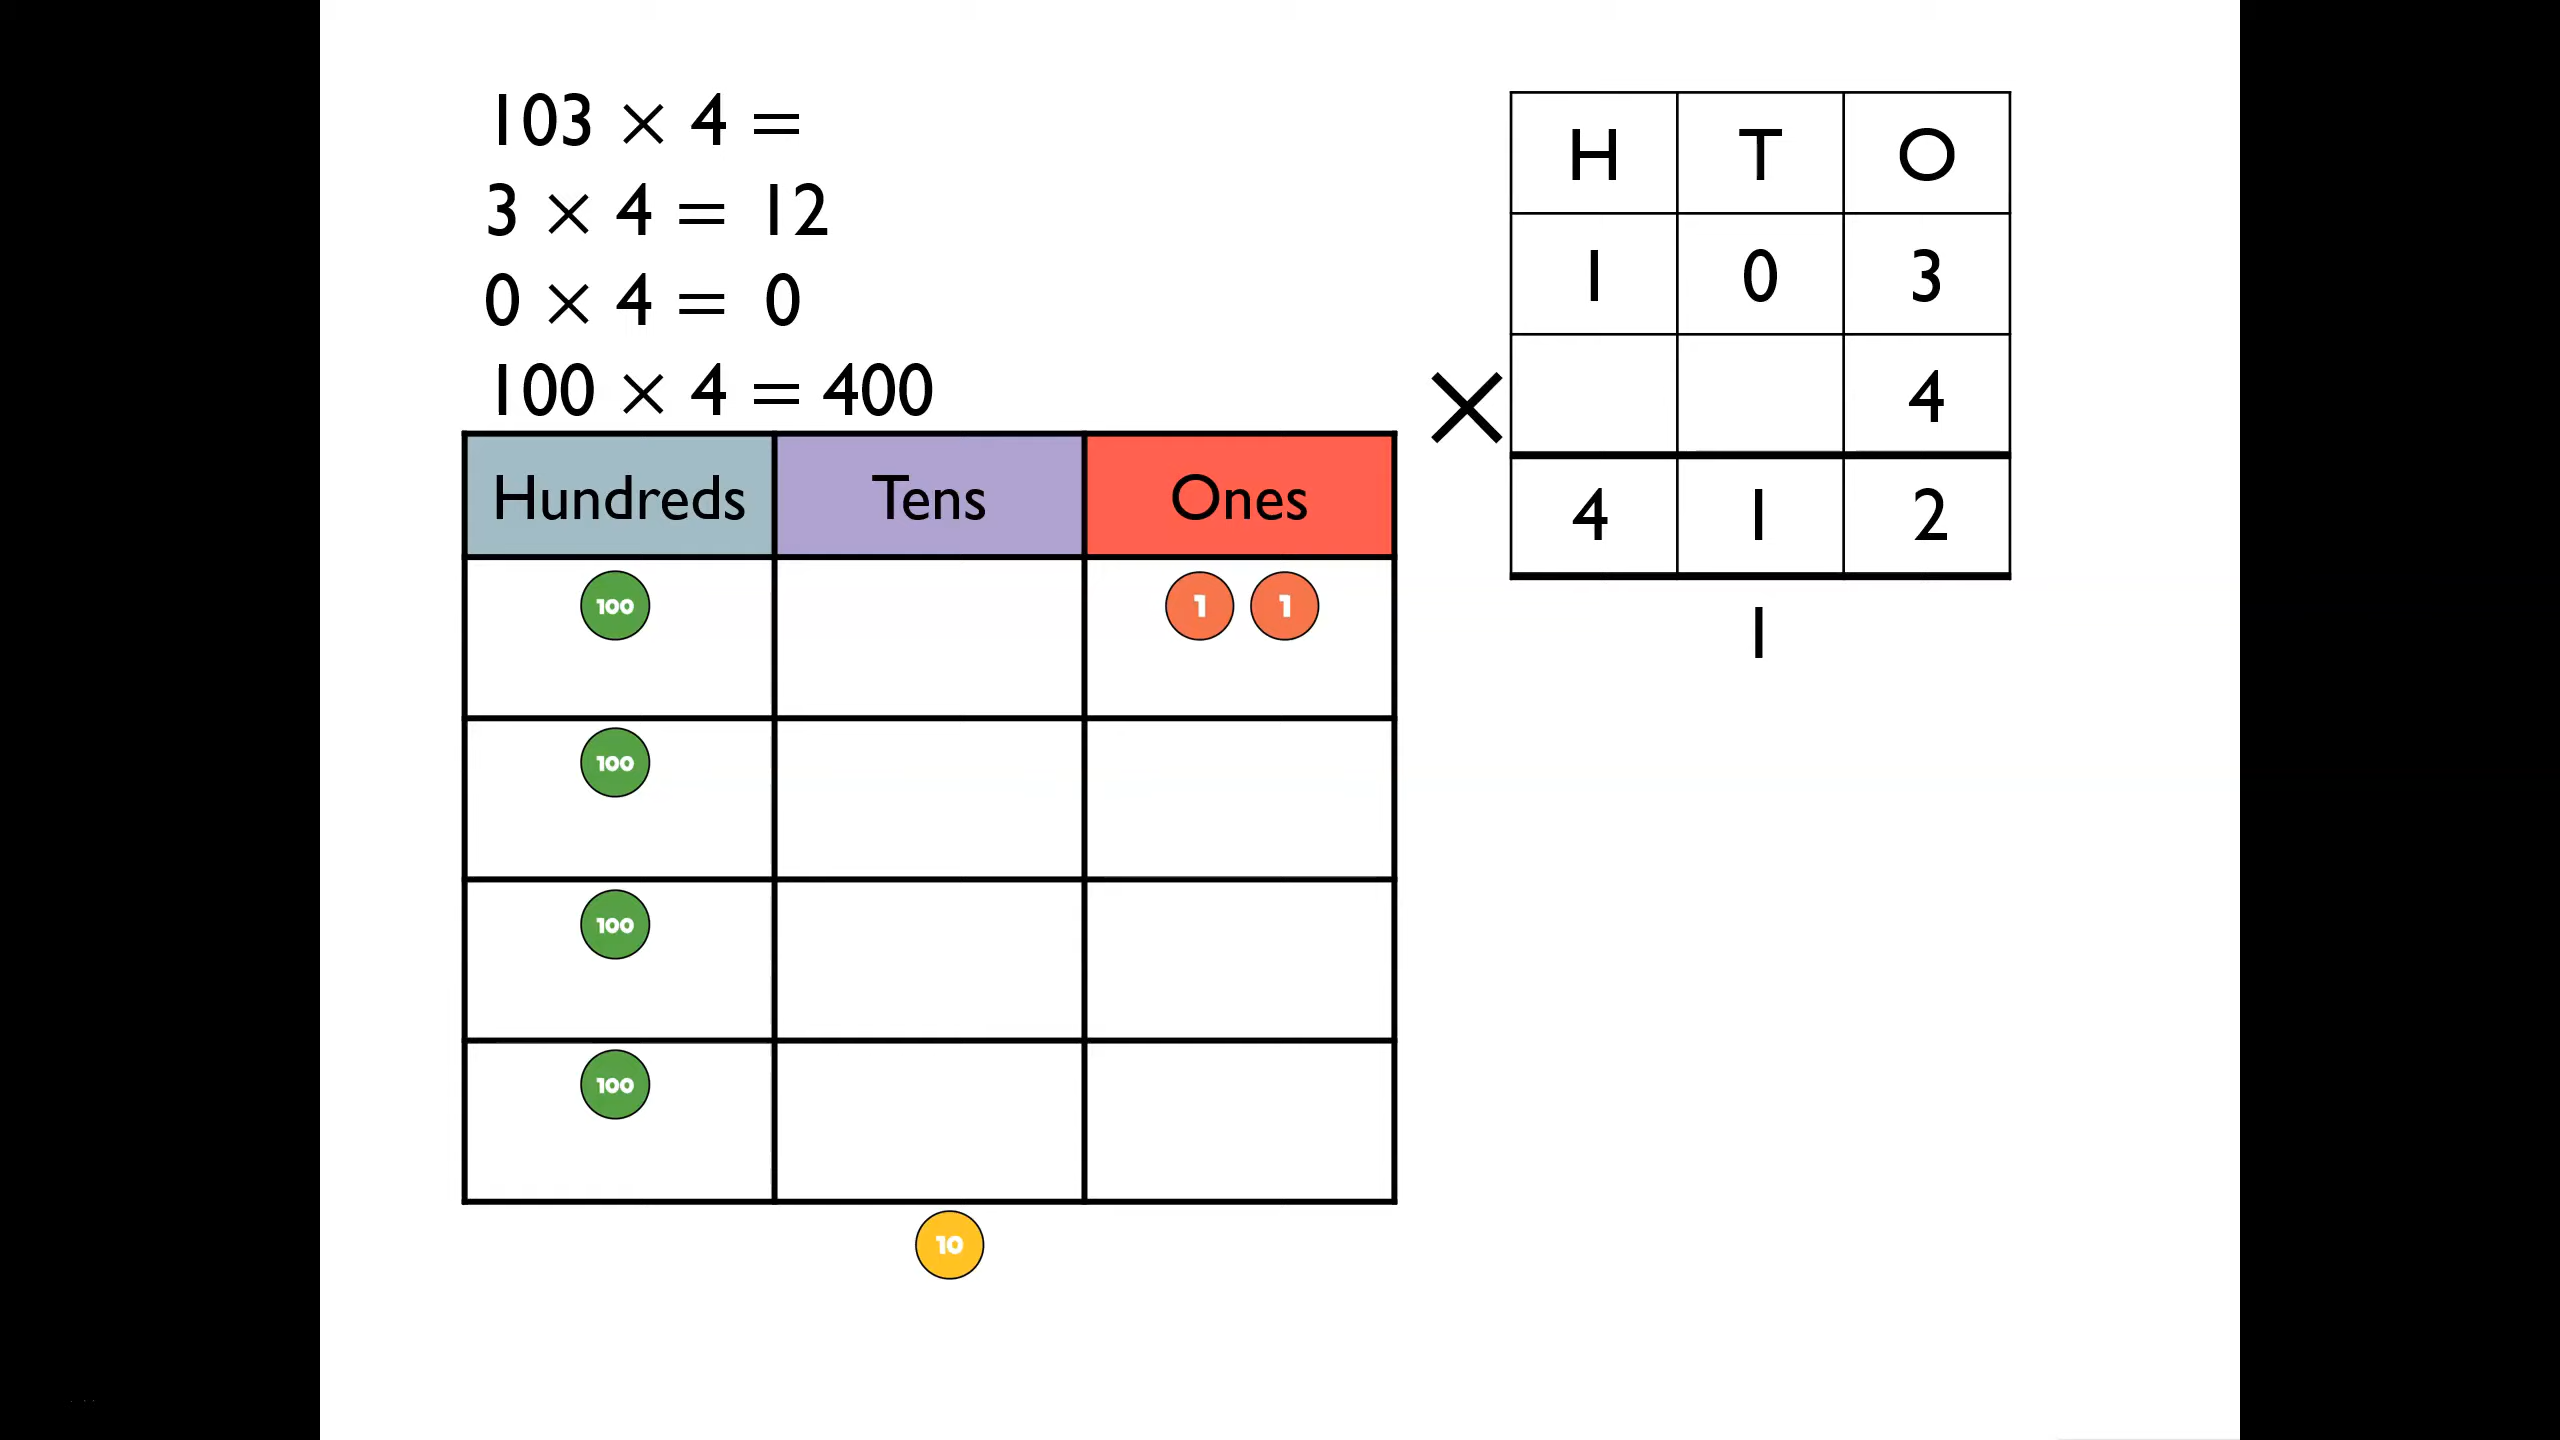 103 × 4 =
3 × 4 = 12
0 × 4 = 0
100 × 4 = 400
Hundreds Tens Ones
100 1 1
100
100
100
10
H T O
1 0 3
× 4
4 1 2
1